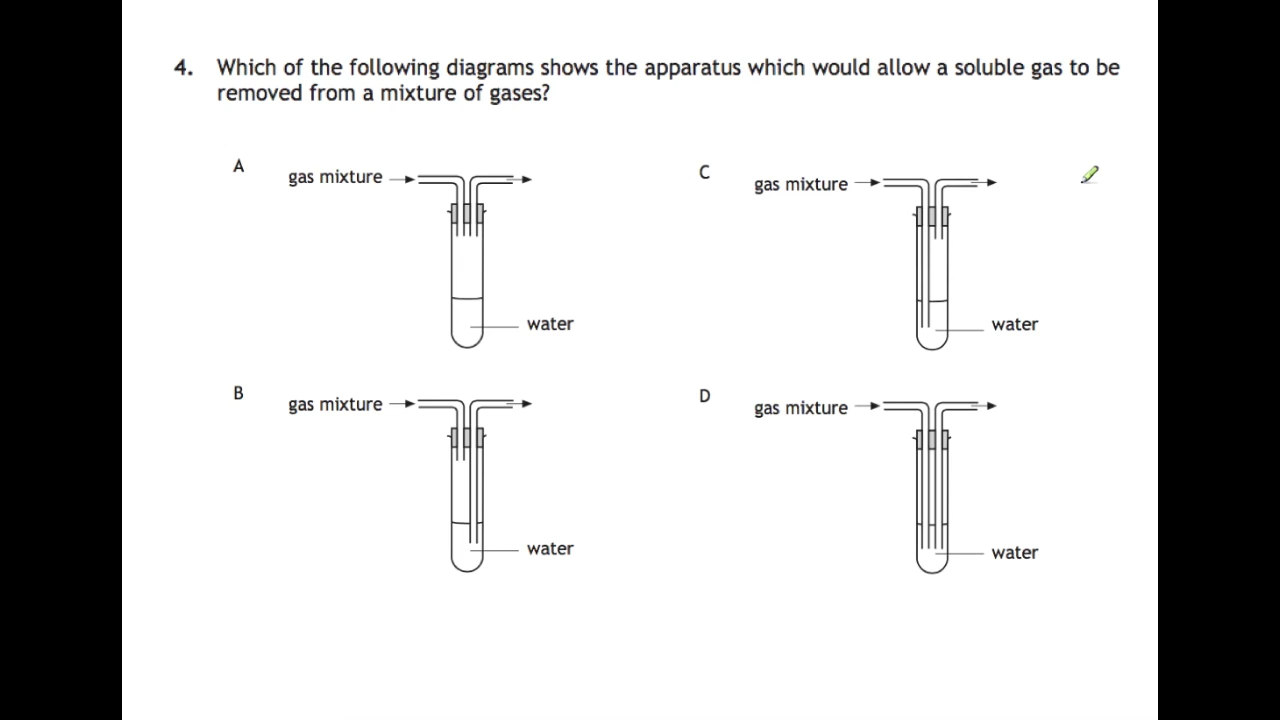 4. Which of the following diagrams shows the apparatus which would allow a soluble gas to be
removed from a mixture of gases?
A
gas mixture
water
C
gas mixture
water
B
gas mixture
water
D
gas mixture
water